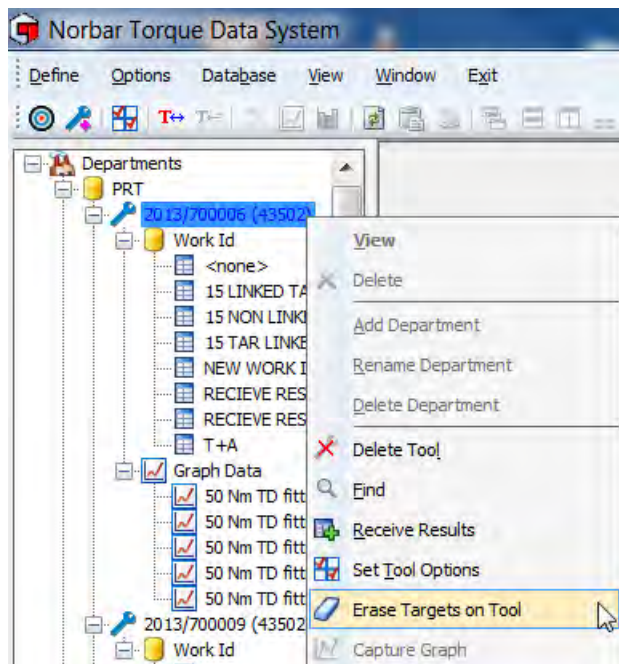 Norbar Torque Data System
Define Options Database View Window Exit
Departments
PRT
2013/700006 (43502)
Work Id
<none>
15 LINKED TA
15 NON LINK
15 TAR LINKE
NEW WORK I
RECIEVE RES
RECIEVE RES
T+A
Graph Data
50 Nm TD fitt
50 Nm TD fitt
50 Nm TD fitt
50 Nm TD fitt
50 Nm TD fitt
2013/700009 (43502
Work Id
View
Delete
Add Department
Rename Department
Delete Department
Delete Tool
Find
Receive Results
Set Tool Options
Erase Targets on Tool
Capture Graph